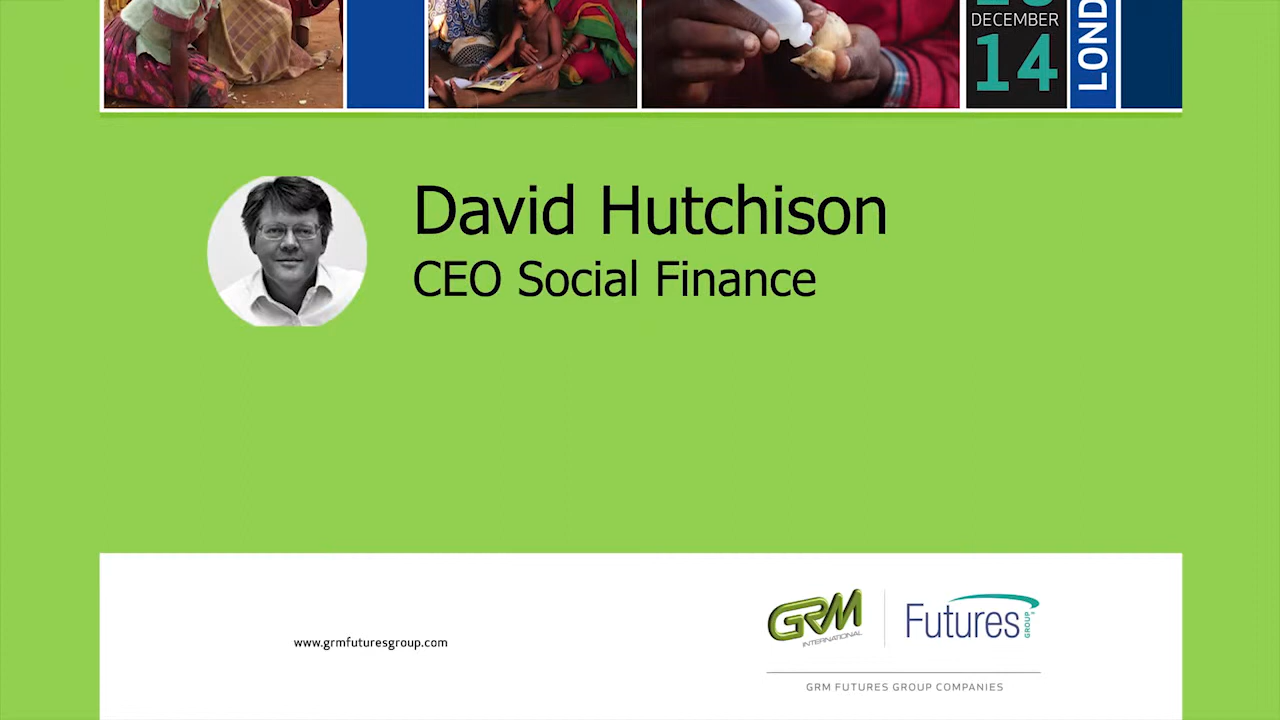 DECEMBER
14
David Hutchison
CEO Social Finance
www.grmfuturesgroup.com
GRM
INTERNATIONAL
Futures
GROUP
GRM FUTURES GROUP COMPANIES